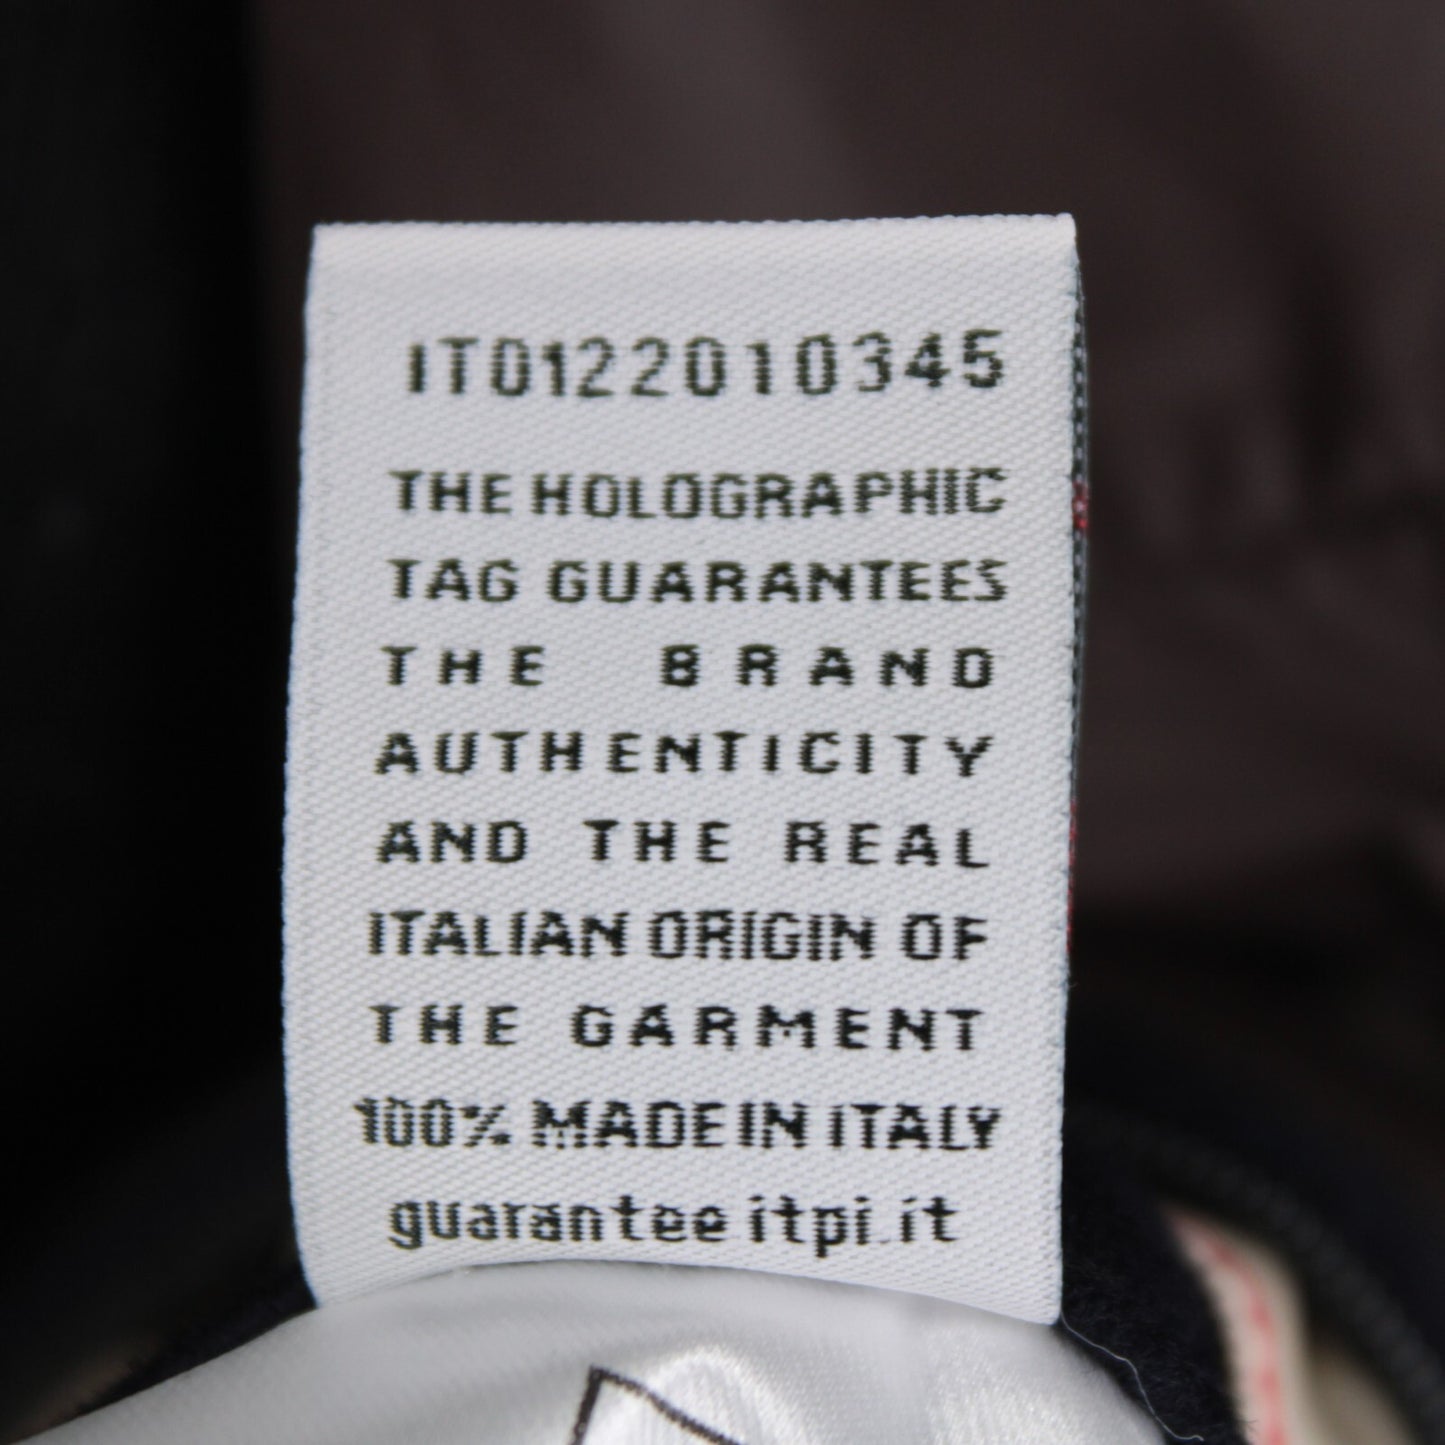 IT0122010345
THE HOLOGRAPHIC
TAG GUARANTEES
THE BRAND
AUTHENTICITY
AND THE REAL
ITALIAN ORIGIN OF
THE GARMENT
100% MADE IN ITALY
guarantee itpi.it